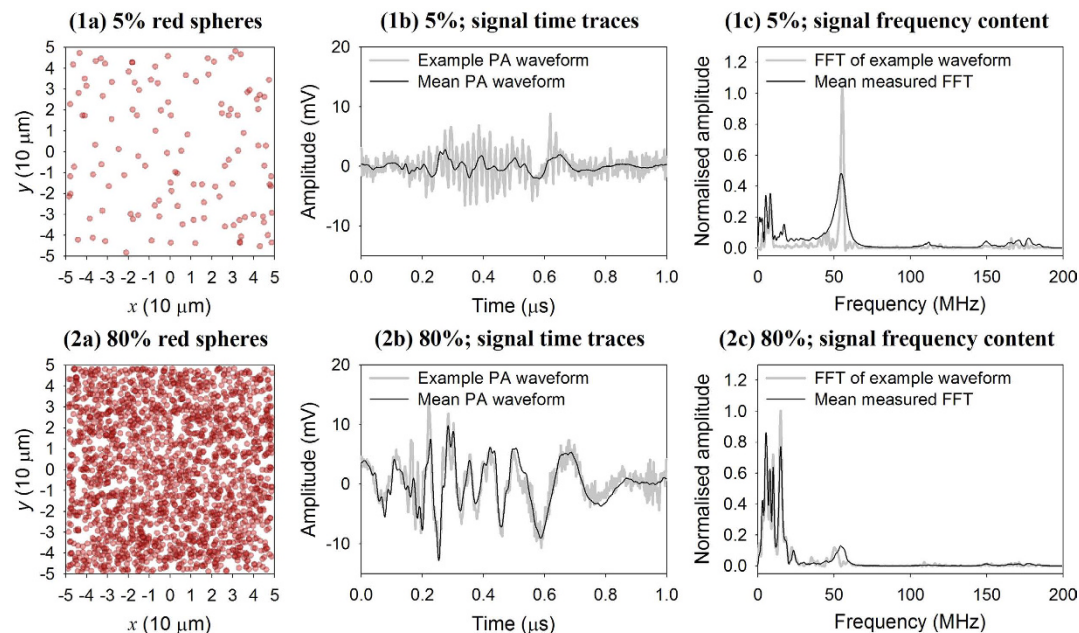 (1a) 5% red spheres
5
4
3
2
1
0
-1
-2
-3
-4
-5
y (10 μm)
-5 -4 -3 -2 -1 0 1 2 3 4 5
x (10 μm)
(1b) 5%; signal time traces
20
10
0
-10
Amplitude (mV)
Example PA waveform
Mean PA waveform
0.0 0.2 0.4 0.6 0.8 1.0
Time (μs)
(1c) 5%; signal frequency content
1.2
1.0
0.8
0.6
0.4
0.2
0.0
Normalised amplitude
FFT of example waveform
Mean measured FFT
0 50 100 150 200
Frequency (MHz)
(2a) 80% red spheres
5
4
3
2
1
0
-1
-2
-3
-4
-5
y (10 μm)
-5 -4 -3 -2 -1 0 1 2 3 4 5
x (10 μm)
(2b) 80%; signal time traces
20
10
0
-10
Amplitude (mV)
Example PA waveform
Mean PA waveform
0.0 0.2 0.4 0.6 0.8 1.0
Time (μs)
(2c) 80%; signal frequency content
1.2
1.0
0.8
0.6
0.4
0.2
0.0
Normalised amplitude
FFT of example waveform
Mean measured FFT
0 50 100 150 200
Frequency (MHz)